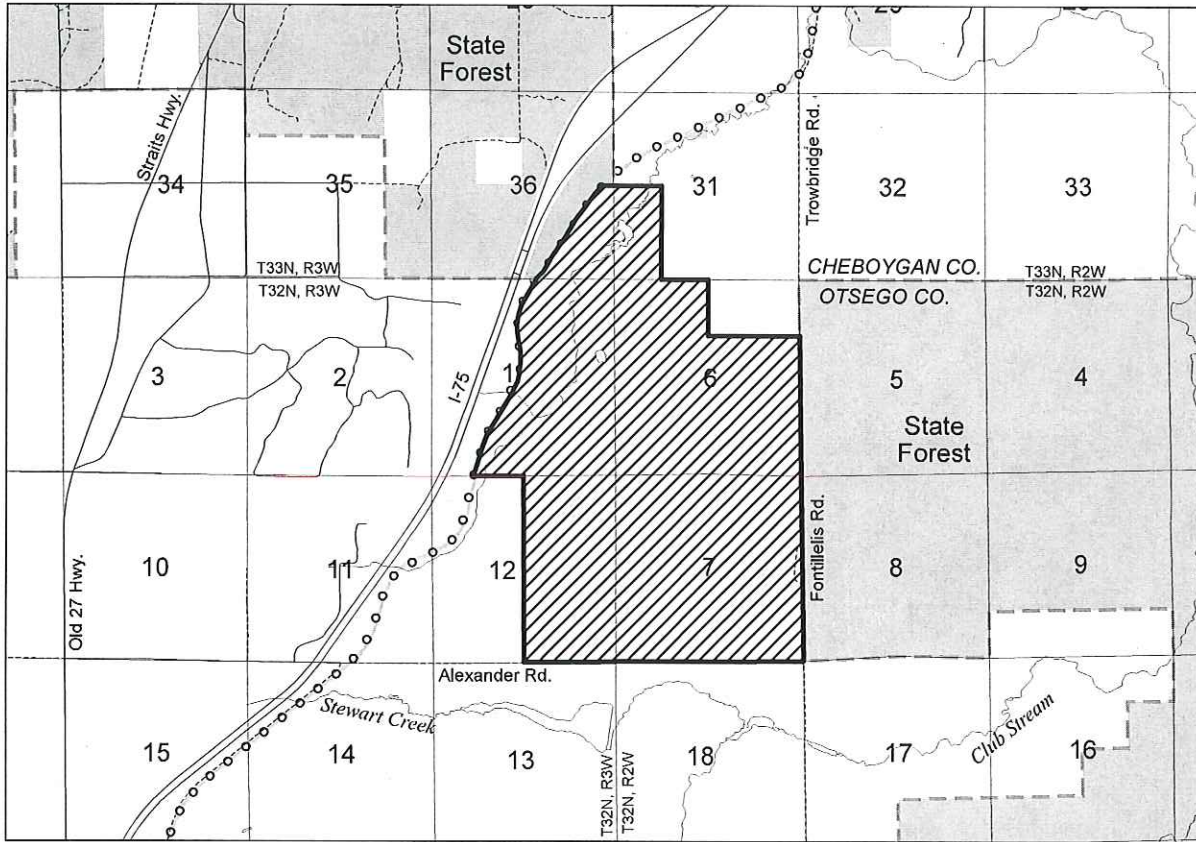 State
Forest
Straits Hwy.
Trowbridge Rd.
34
35
36
31
32
33
T33N, R3W
T32N, R3W
CHEBOYGAN CO.
OTSEGO CO.
T33N, R2W
T32N, R2W
3
2
1
6
5
4
I-75
State
Forest
10
11
12
7
8
9
Old 27 Hwy.
Fontillelis Rd.
Alexander Rd.
Stewart Creek
Club Stream
15
14
13
18
17
16
T32N, R3W
T32N, R2W